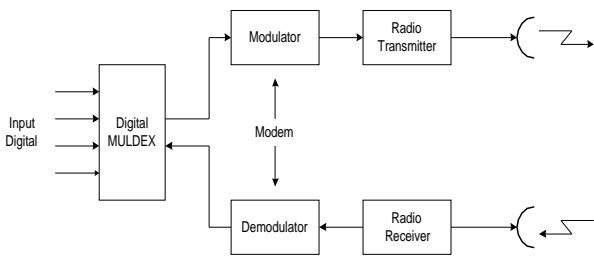 Modulator
Radio
Transmitter
Input
Digital
Digital
MULDEX
Modem
Demodulator
Radio
Receiver